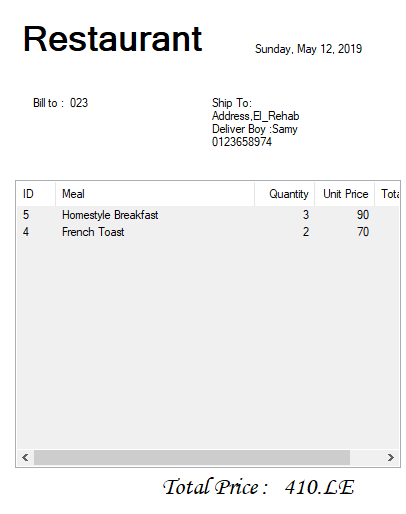 Restaurant
Sunday, May 12, 2019
Bill to : 023
Ship To:
Address,El_Rehab
Deliver Boy :Samy
0123658974
ID Meal Quantity Unit Price Tota
5 Homestyle Breakfast 3 90
4 French Toast 2 70
Total Price : 410.LE